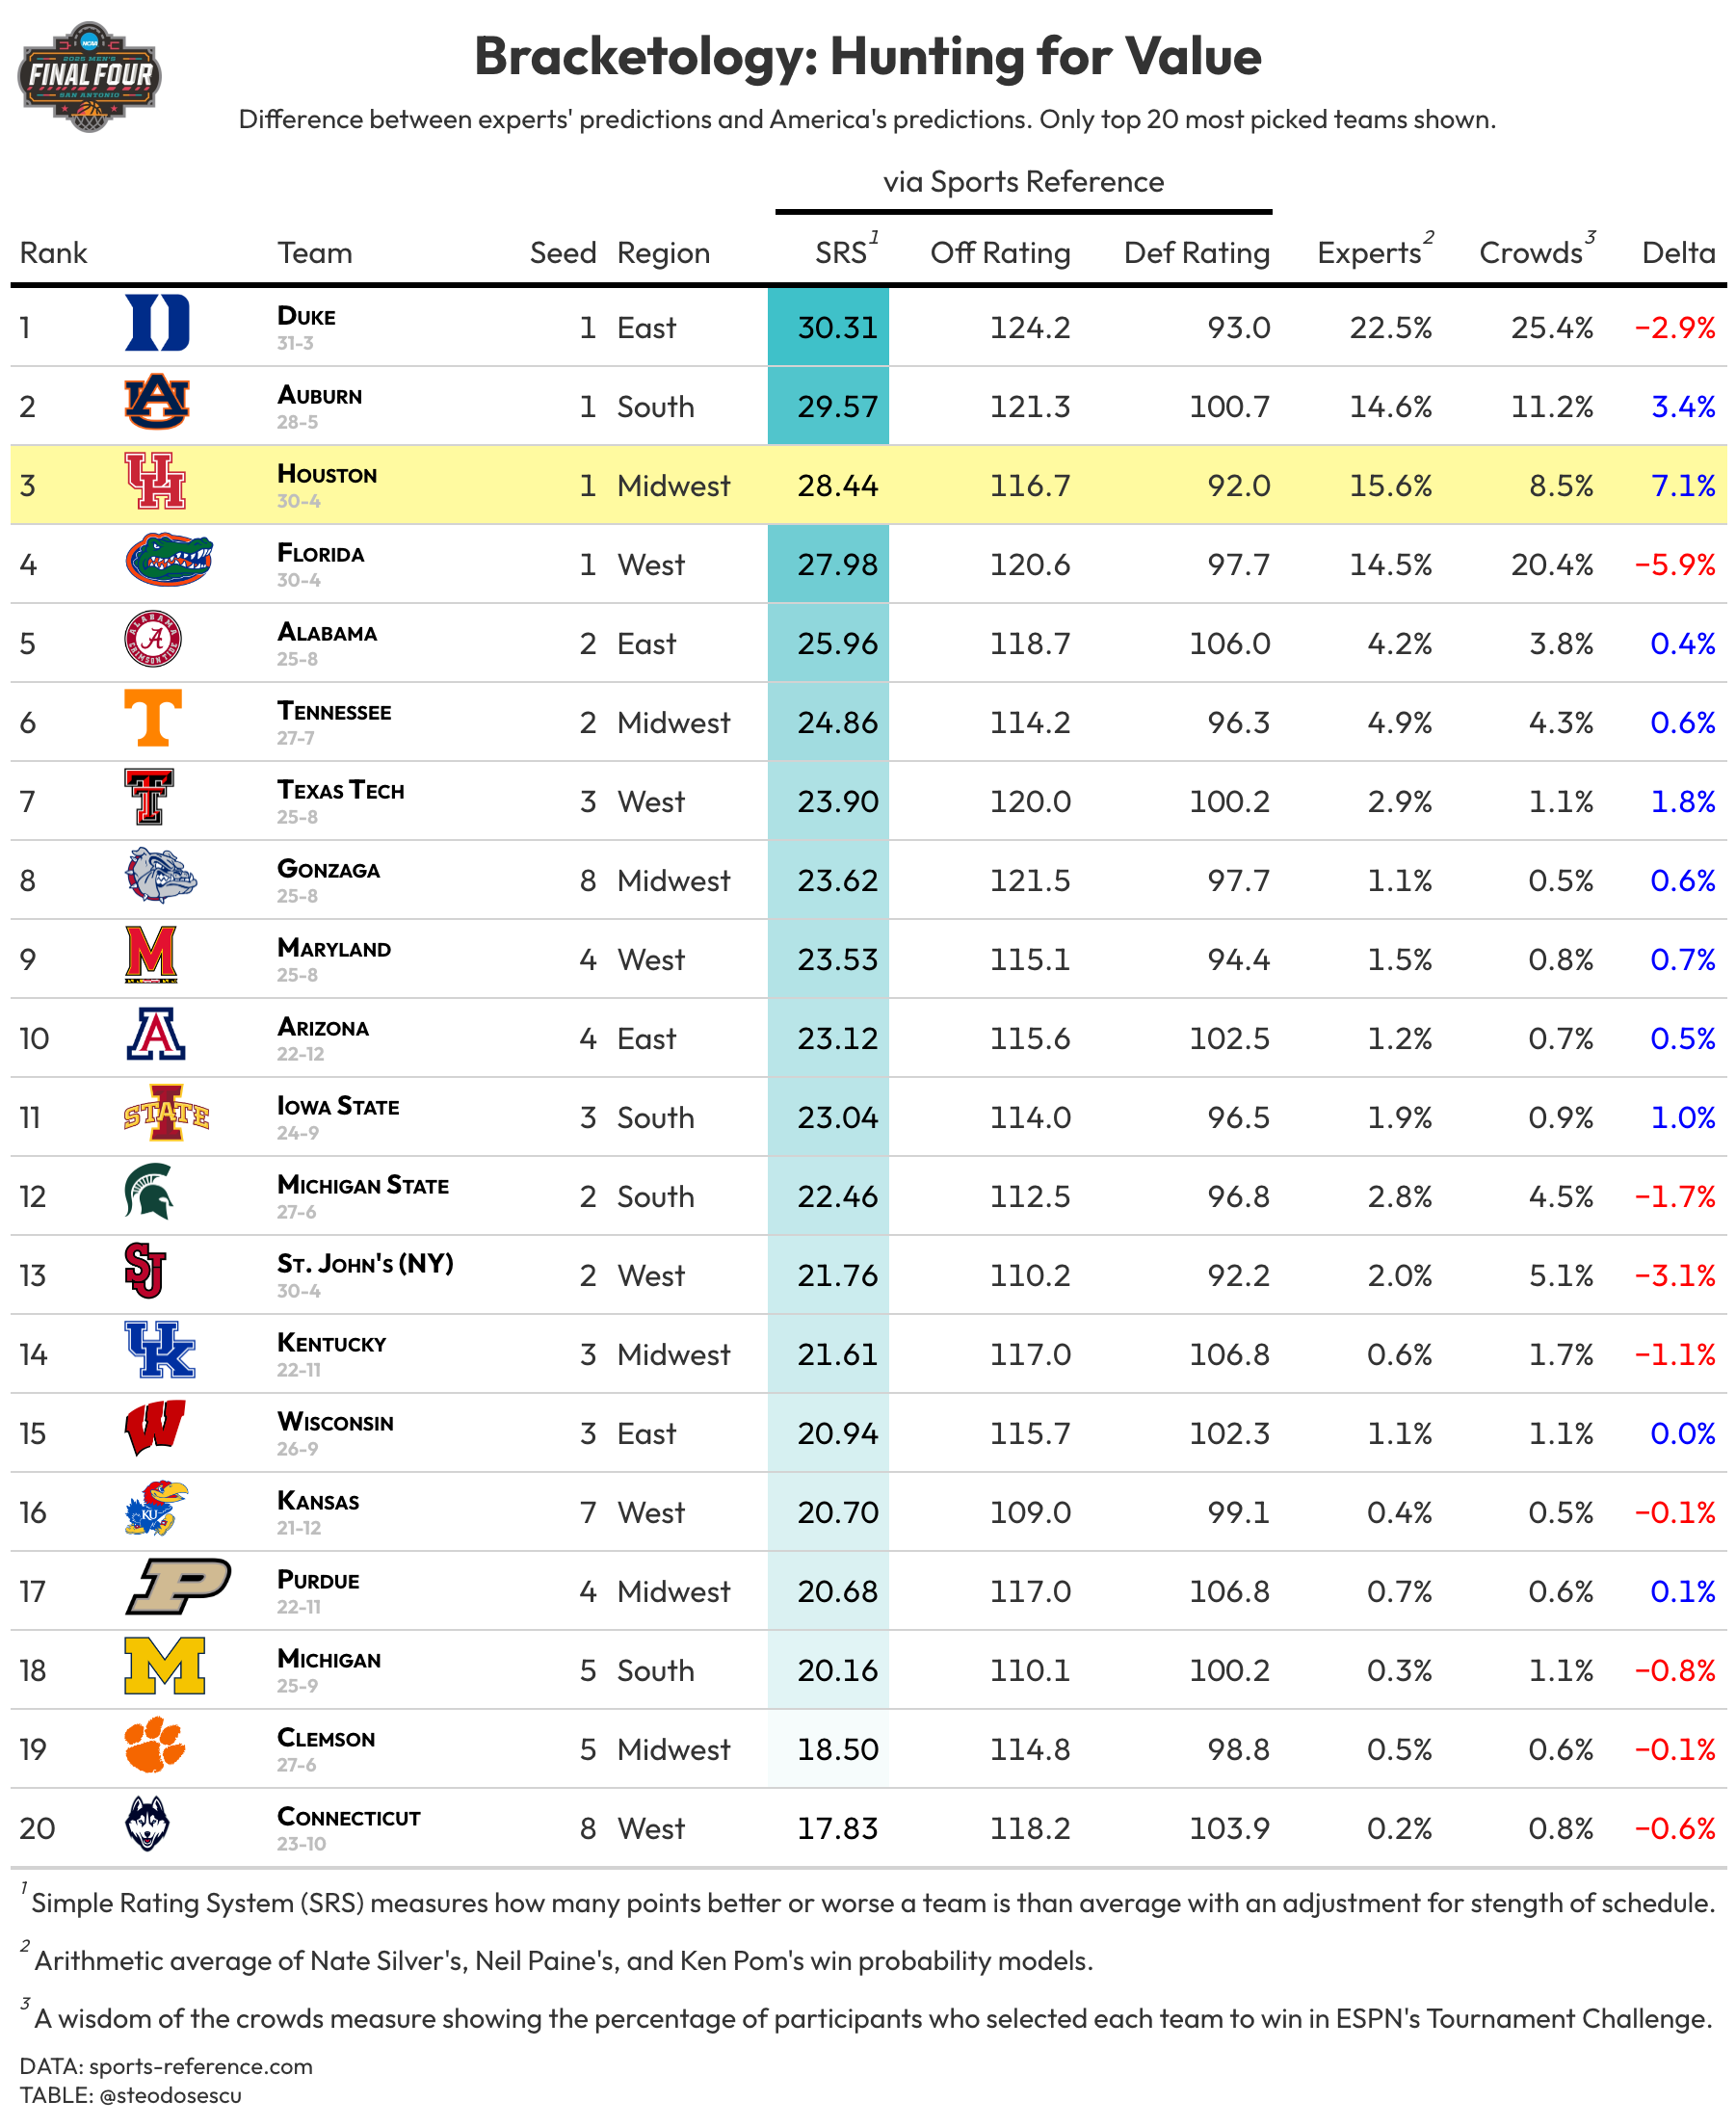 NCAA
2025 MEN'S
FINAL FOUR
SAN ANTONIO
Bracketology: Hunting for Value
Difference between experts' predictions and America's predictions. Only top 20 most picked teams shown.
via Sports Reference
Rank Team Seed Region SRS1 Off Rating Def Rating Experts2 Crowds3 Delta
1 DUKE 31-3 1 East 30.31 124.2 93.0 22.5% 25.4% −2.9%
2 AUBURN 28-5 1 South 29.57 121.3 100.7 14.6% 11.2% 3.4%
3 HOUSTON 30-4 1 Midwest 28.44 116.7 92.0 15.6% 8.5% 7.1%
4 FLORIDA 30-4 1 West 27.98 120.6 97.7 14.5% 20.4% −5.9%
5 ALABAMA 25-8 2 East 25.96 118.7 106.0 4.2% 3.8% 0.4%
6 TENNESSEE 27-7 2 Midwest 24.86 114.2 96.3 4.9% 4.3% 0.6%
7 TEXAS TECH 25-8 3 West 23.90 120.0 100.2 2.9% 1.1% 1.8%
8 GONZAGA 25-8 8 Midwest 23.62 121.5 97.7 1.1% 0.5% 0.6%
9 MARYLAND 25-8 4 West 23.53 115.1 94.4 1.5% 0.8% 0.7%
10 ARIZONA 22-12 4 East 23.12 115.6 102.5 1.2% 0.7% 0.5%
11 IOWA STATE 24-9 3 South 23.04 114.0 96.5 1.9% 0.9% 1.0%
12 MICHIGAN STATE 27-6 2 South 22.46 112.5 96.8 2.8% 4.5% −1.7%
13 ST. JOHN'S (NY) 30-4 2 West 21.76 110.2 92.2 2.0% 5.1% −3.1%
14 KENTUCKY 22-11 3 Midwest 21.61 117.0 106.8 0.6% 1.7% −1.1%
15 WISCONSIN 26-9 3 East 20.94 115.7 102.3 1.1% 1.1% 0.0%
16 KANSAS 21-12 7 West 20.70 109.0 99.1 0.4% 0.5% −0.1%
17 PURDUE 22-11 4 Midwest 20.68 117.0 106.8 0.7% 0.6% 0.1%
18 MICHIGAN 25-9 5 South 20.16 110.1 100.2 0.3% 1.1% −0.8%
19 CLEMSON 27-6 5 Midwest 18.50 114.8 98.8 0.5% 0.6% −0.1%
20 CONNECTICUT 23-10 8 West 17.83 118.2 103.9 0.2% 0.8% −0.6%
1 Simple Rating System (SRS) measures how many points better or worse a team is than average with an adjustment for stength of schedule.
2 Arithmetic average of Nate Silver's, Neil Paine's, and Ken Pom's win probability models.
3 A wisdom of the crowds measure showing the percentage of participants who selected each team to win in ESPN's Tournament Challenge.
DATA: sports-reference.com
TABLE: @steodosescu